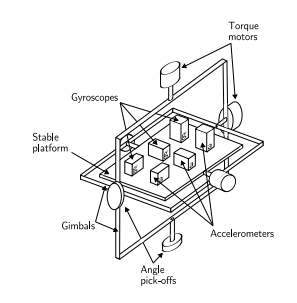 Torque
motors
Gyroscopes
Stable
platform
Gimbals
Accelerometers
Angle
pick-offs